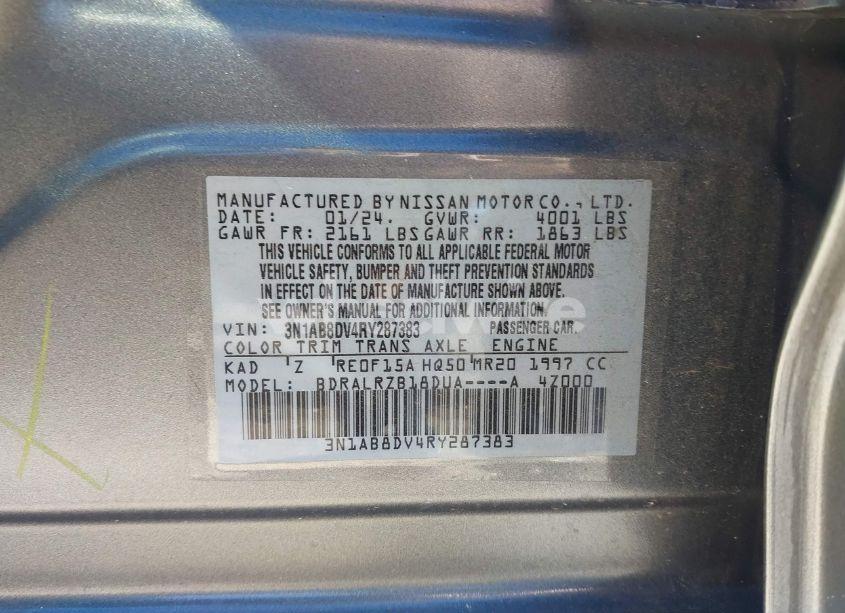 MANUFACTURED BY NISSAN MOTOR CO., LTD.
DATE: 01/24. GVWR: 4001 LBS
GAWR FR: 2161 LBS GAWR RR: 1863 LBS
THIS VEHICLE CONFORMS TO ALL APPLICABLE FEDERAL MOTOR
VEHICLE SAFETY, BUMPER AND THEFT PREVENTION STANDARDS
IN EFFECT ON THE DATE OF MANUFACTURE SHOWN ABOVE.
SEE OWNER'S MANUAL FOR ADDITIONAL INFORMATION.
VIN: 3N1AB8DV4RY287383 PASSENGER CAR.
COLOR TRIM TRANS AXLE ENGINE
KAD Z RE0F15A HQ50 MR20 1997 CC
MODEL: BDRALRZB18DUA----A 4Z000
3N1AB8DV4RY287383